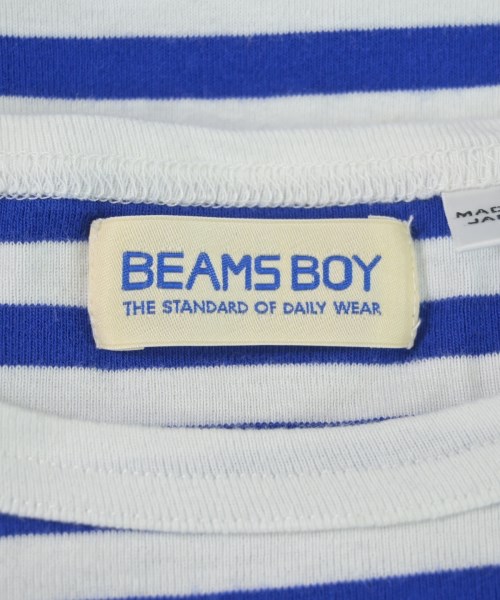 BEAMS BOY
THE STANDARD OF DAILY WEAR